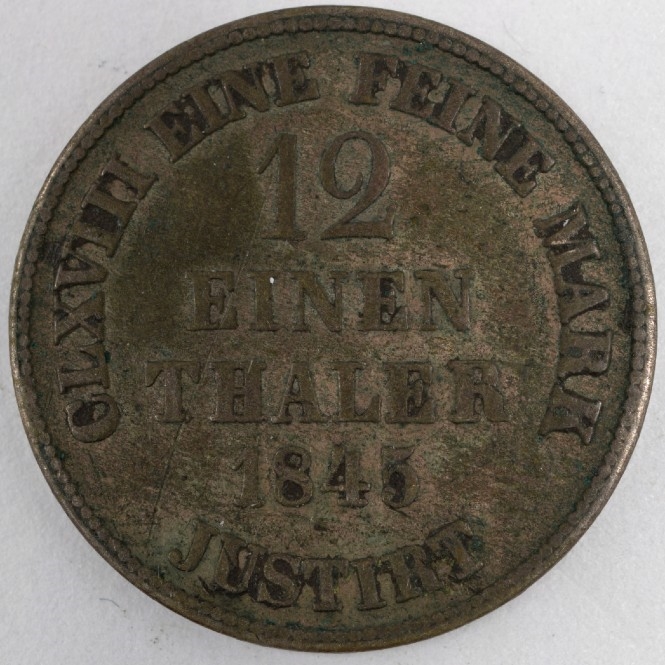 CLXVIII EINE FEINE MARK
12
EINEN
THALER
1845
JUSTIRT